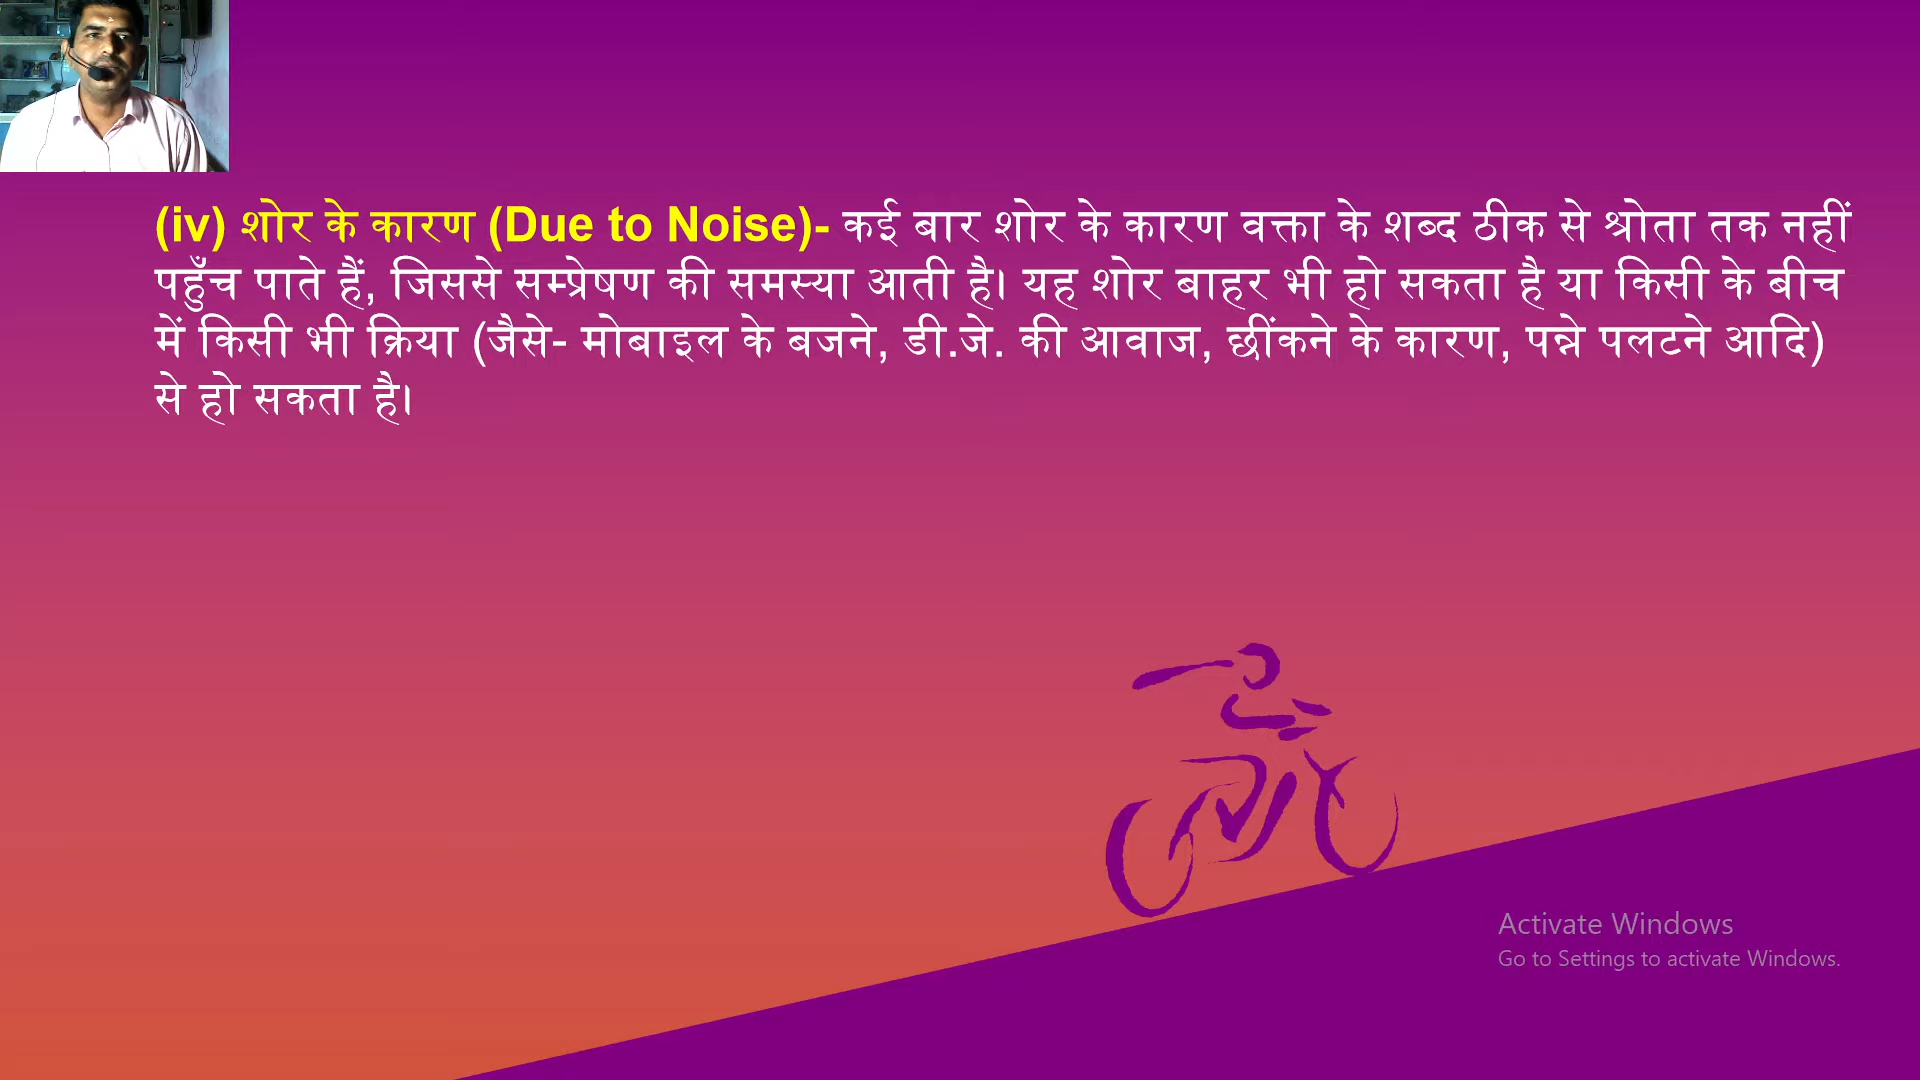 (iv) शोर के कारण (Due to Noise)- कई बार शोर के कारण वक्ता के शब्द ठीक से श्रोता तक नहीं
पहुँच पाते हैं, जिससे सम्प्रेषण की समस्या आती है। यह शोर बाहर भी हो सकता है या किसी के बीच
में किसी भी क्रिया (जैसे- मोबाइल के बजने, डी.जे. की आवाज, छींकने के कारण, पन्ने पलटने आदि)
से हो सकता है।
Activate Windows
Go to Settings to activate Windows.